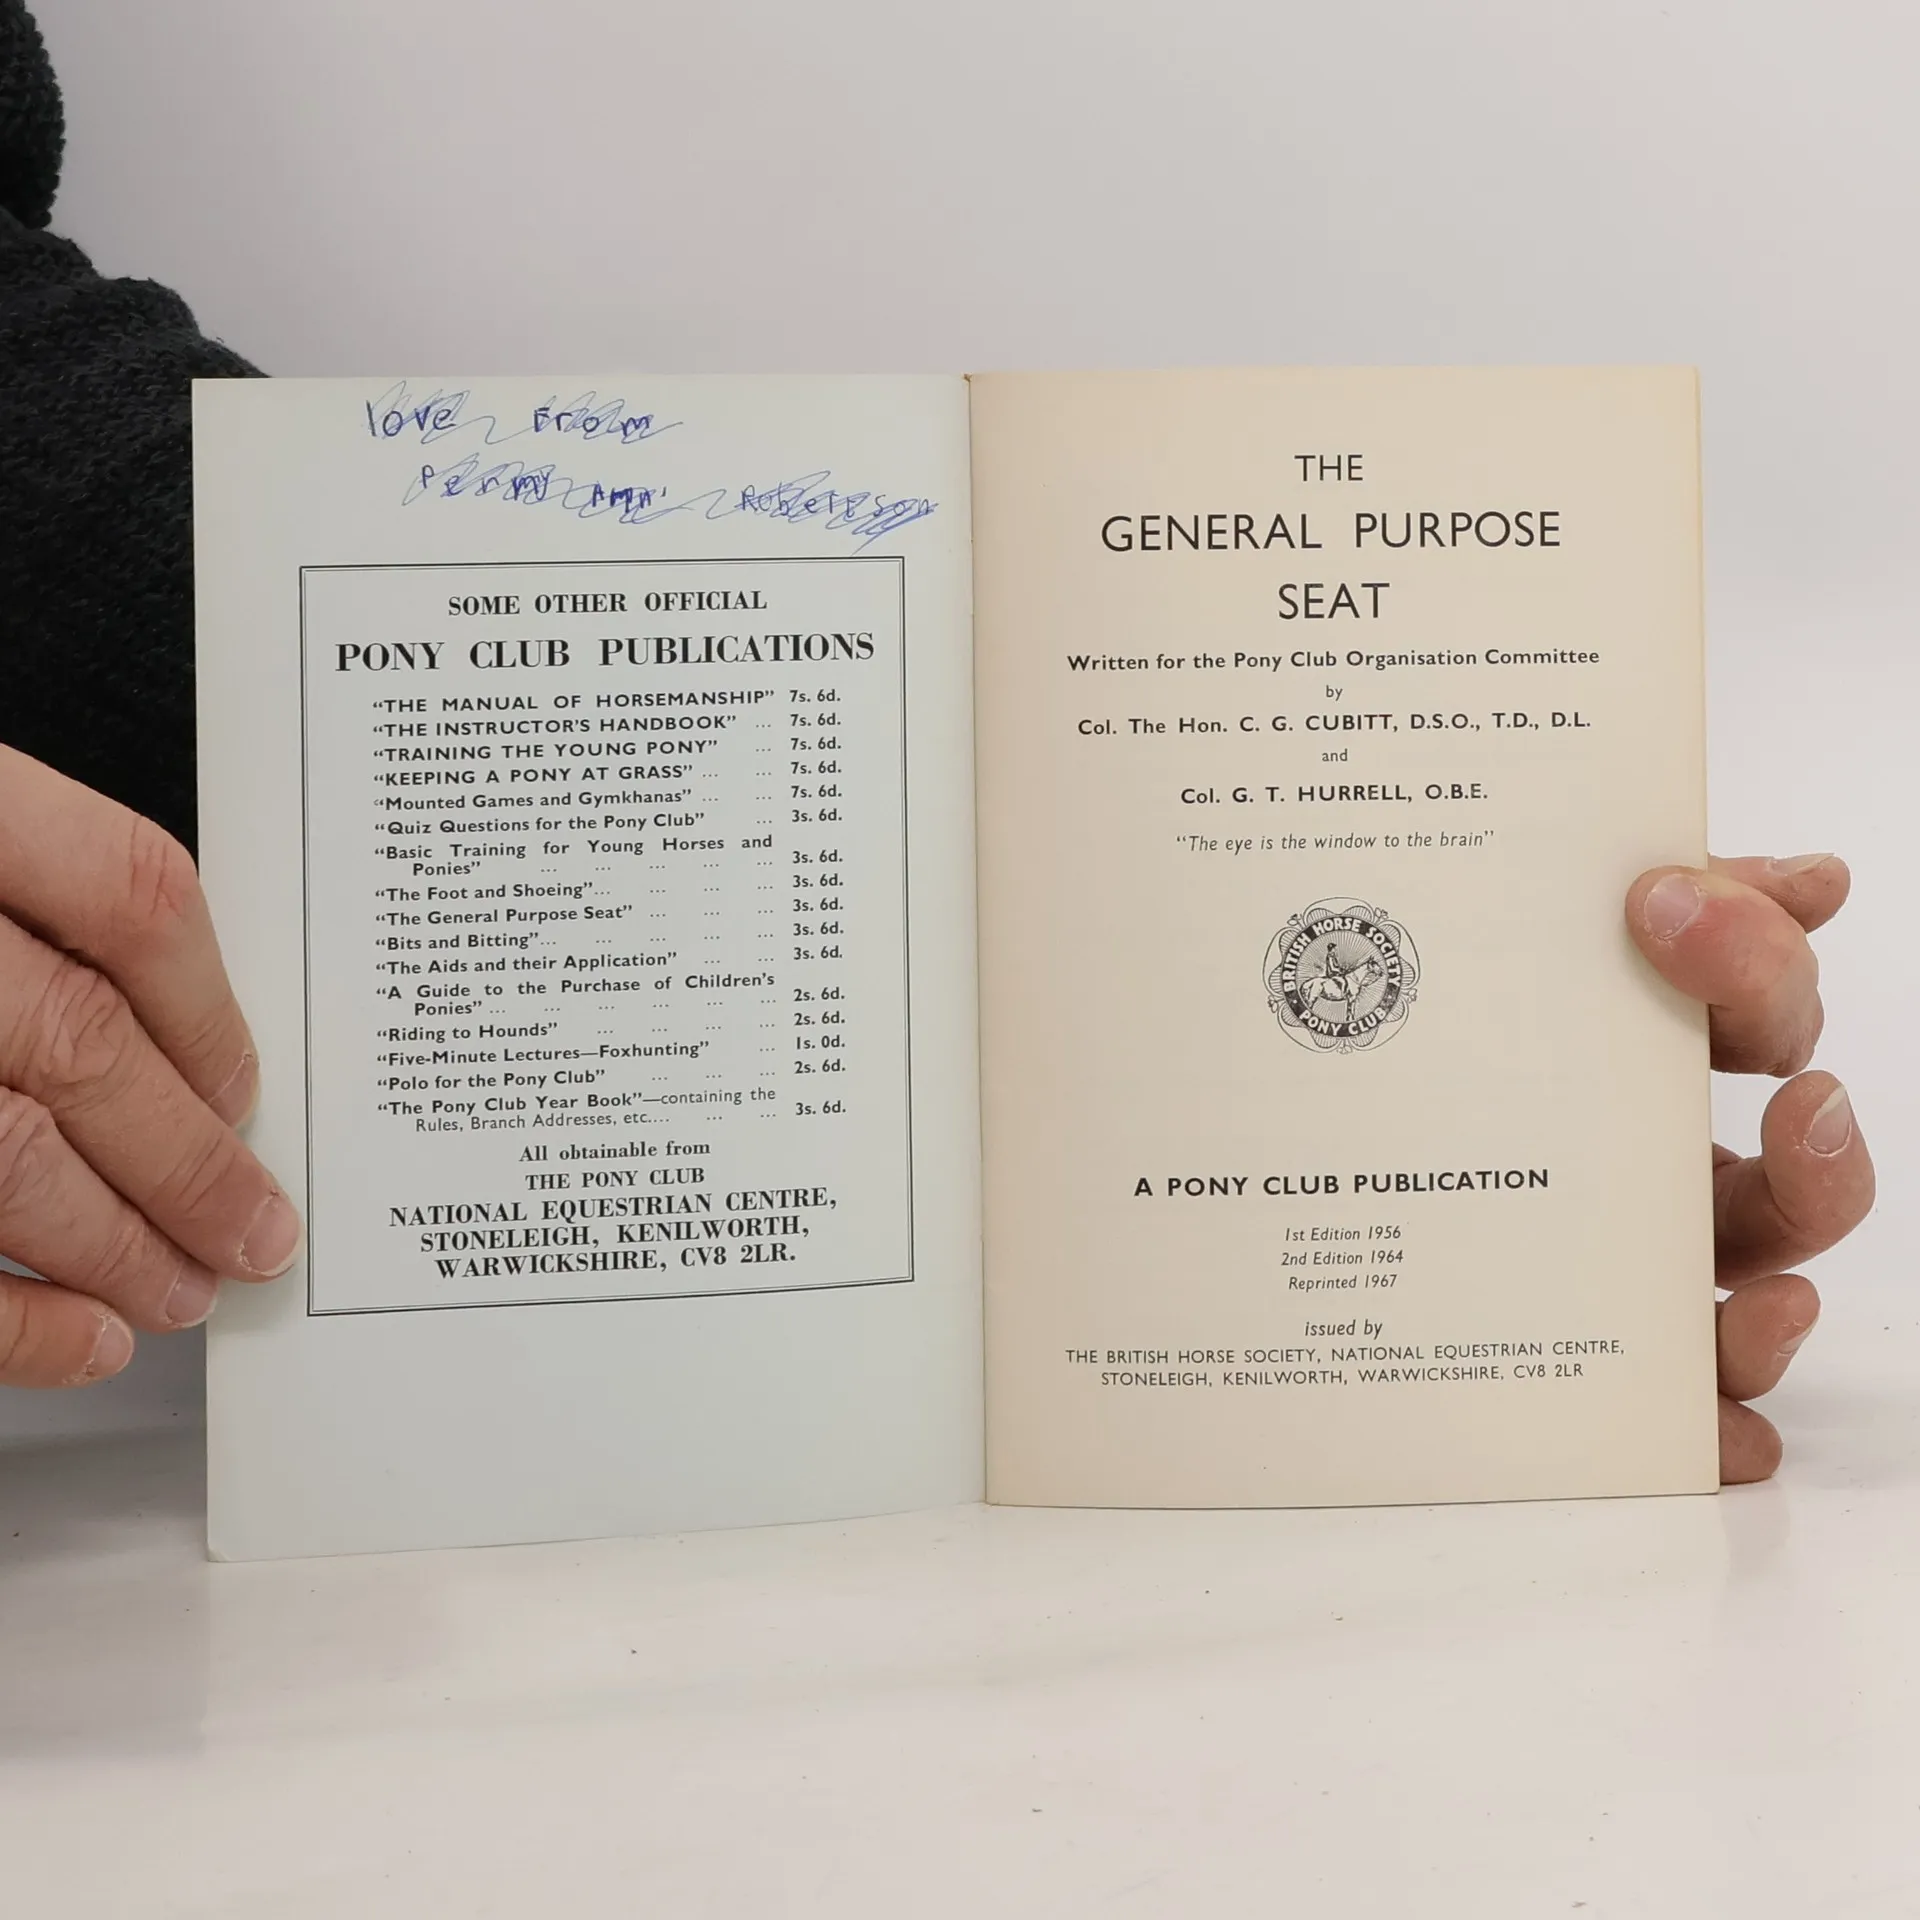 love From
Penny Ann Robertson
SOME OTHER OFFICIAL
PONY CLUB PUBLICATIONS
“THE MANUAL OF HORSEMANSHIP” 7s. 6d.
“THE INSTRUCTOR’S HANDBOOK” ... 7s. 6d.
“TRAINING THE YOUNG PONY” ... 7s. 6d.
“KEEPING A PONY AT GRASS” ... ... 7s. 6d.
“Mounted Games and Gymkhanas” ... ... 7s. 6d.
“Quiz Questions for the Pony Club” ... 3s. 6d.
“Basic Training for Young Horses and
Ponies” ... ... ... ... 3s. 6d.
“The Foot and Shoeing”... ... ... ... 3s. 6d.
“The General Purpose Seat” ... ... ... 3s. 6d.
“Bits and Bitting”... ... ... ... ... 3s. 6d.
“The Aids and their Application” ... ... 3s. 6d.
“A Guide to the Purchase of Children’s
Ponies” ... ... ... ... ... ... 2s. 6d.
“Riding to Hounds” ... ... ... ... 2s. 6d.
“Five-Minute Lectures—Foxhunting” ... 1s. 0d.
“Polo for the Pony Club” ... ... ... 2s. 6d.
“The Pony Club Year Book”—containing the
Rules, Branch Addresses, etc.... ... ... 3s. 6d.
All obtainable from
THE PONY CLUB
NATIONAL EQUESTRIAN CENTRE,
STONELEIGH, KENILWORTH,
WARWICKSHIRE, CV8 2LR.
THE
GENERAL PURPOSE
SEAT
Written for the Pony Club Organisation Committee
by
Col. The Hon. C. G. CUBITT, D.S.O., T.D., D.L.
and
Col. G. T. HURRELL, O.B.E.
“The eye is the window to the brain”
BRITISH HORSE SOCIETY
PONY CLUB
A PONY CLUB PUBLICATION
1st Edition 1956
2nd Edition 1964
Reprinted 1967
issued by
THE BRITISH HORSE SOCIETY, NATIONAL EQUESTRIAN CENTRE,
STONELEIGH, KENILWORTH, WARWICKSHIRE, CV8 2LR